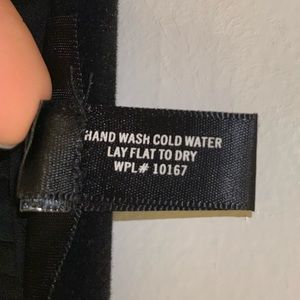 HAND WASH COLD WATER
LAY FLAT TO DRY
WPL# 10167